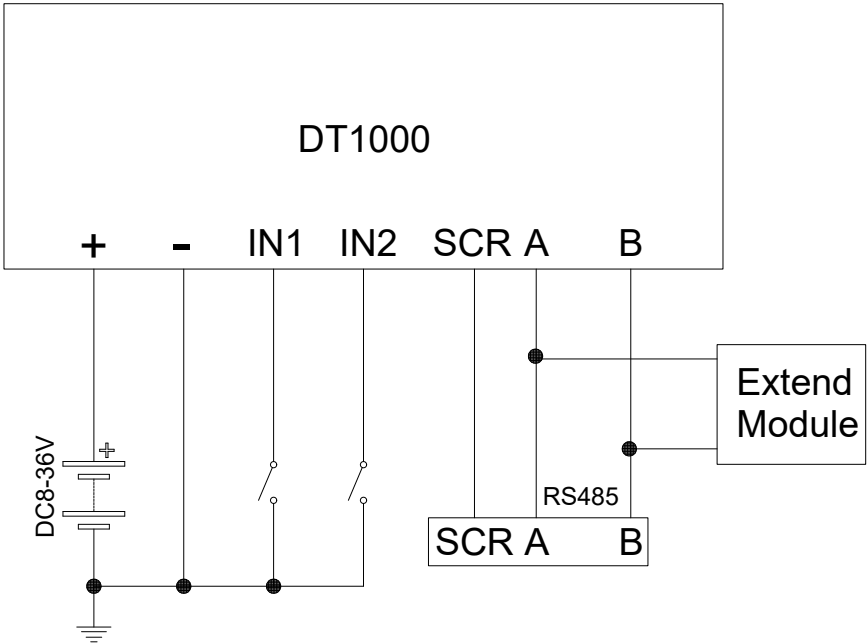 DT1000
+ - IN1 IN2 SCR A B
Extend
Module
DC8-36V
+
RS485
SCR A B